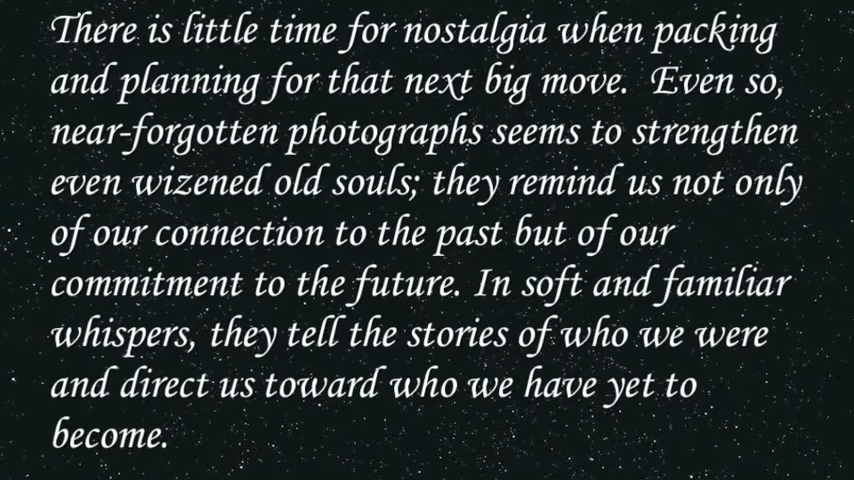 There is little time for nostalgia when packing
and planning for that next big move.  Even so,
near-forgotten photographs seems to strengthen
even wizened old souls; they remind us not only
of our connection to the past but of our
commitment to the future. In soft and familiar
whispers, they tell the stories of who we were
and direct us toward who we have yet to
become.